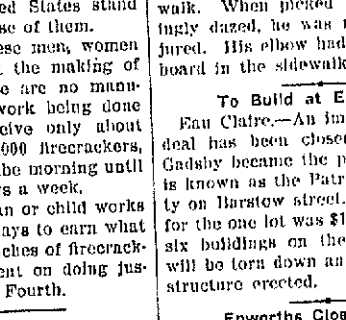 ed States stand
se of them.
ese men, women
the making of
e are no manu-
work being done
ceive only about
000 firecrackers,
the morning until
s a week.
an or child works
ays to earn what
ches of firecrack-
ent on doing jus-
Fourth.
walk. When picked
ingly dazed, he was
jured. His elbow had
board in the sidewalk
To Build at E
Eau Claire.—An im
deal has been close
Gadsby became the p
is known as the Patr
ty on Barstow street.
for the one lot was $1
six buildings on the
will be torn down an
structure erected.
Epworths Clos